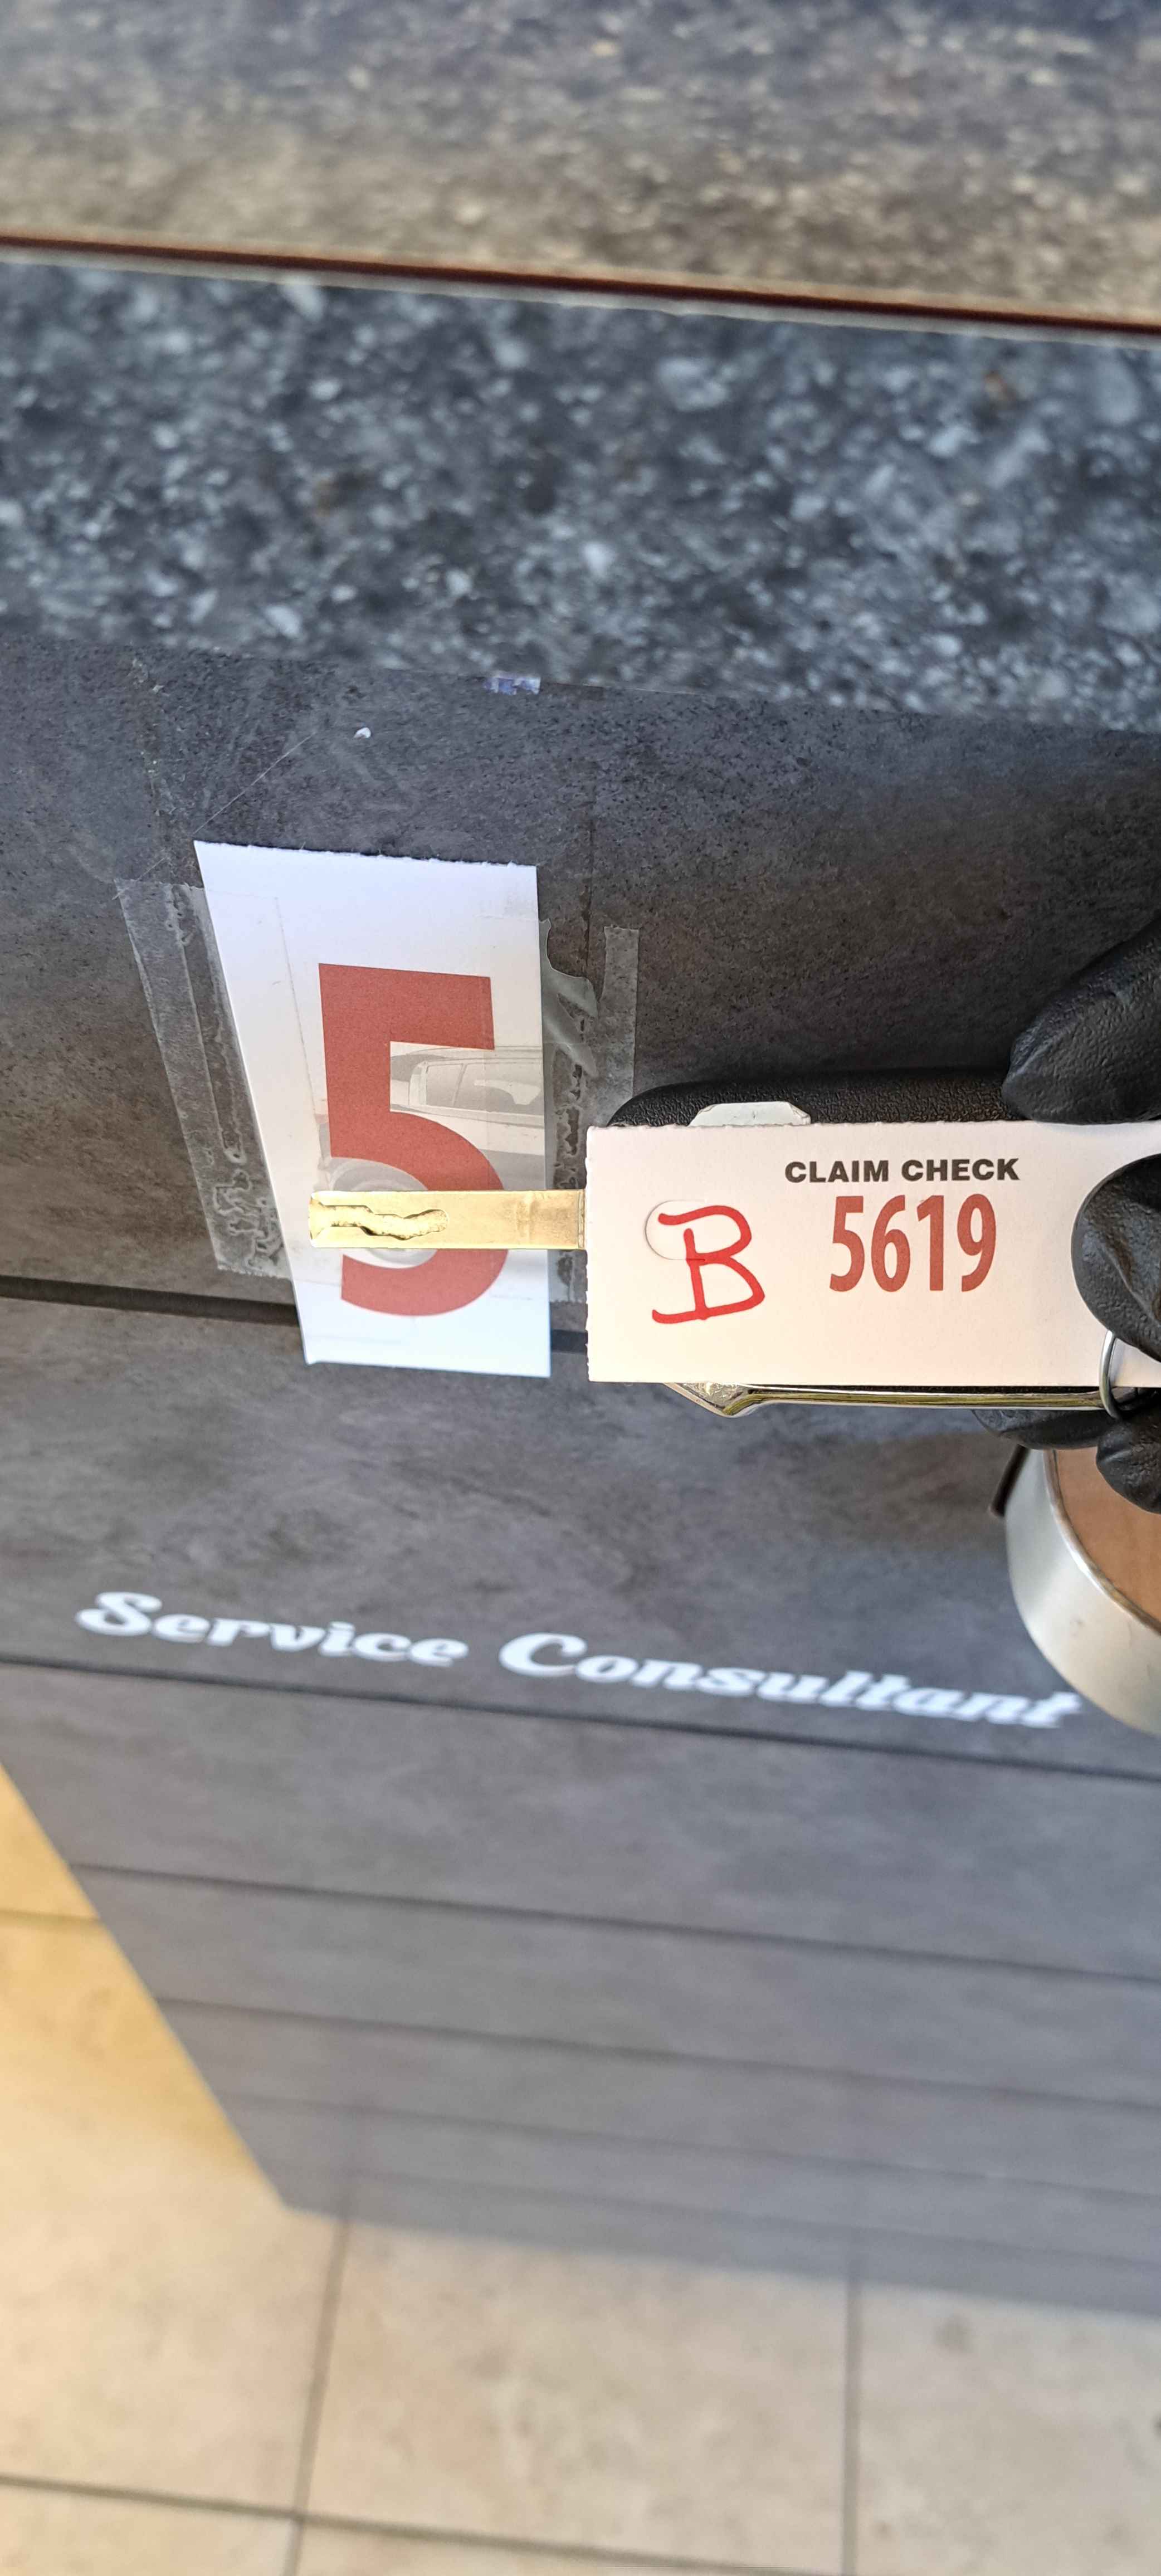 5
CLAIM CHECK
B 5619
Service Consultant